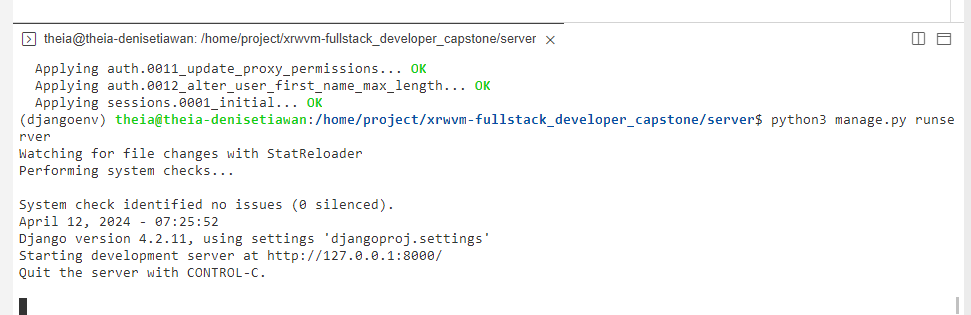 theia@theia-denisetiawan: /home/project/xrwvm-fullstack_developer_capstone/server ×
Applying auth.0011_update_proxy_permissions... OK
Applying auth.0012_alter_user_first_name_max_length... OK
Applying sessions.0001_initial... OK
(djangoenv) theia@theia-denisetiawan:/home/project/xrwvm-fullstack_developer_capstone/server$ python3 manage.py runse
rver
Watching for file changes with StatReloader
Performing system checks...
System check identified no issues (0 silenced).
April 12, 2024 - 07:25:52
Django version 4.2.11, using settings 'djangoproj.settings'
Starting development server at http://127.0.0.1:8000/
Quit the server with CONTROL-C.